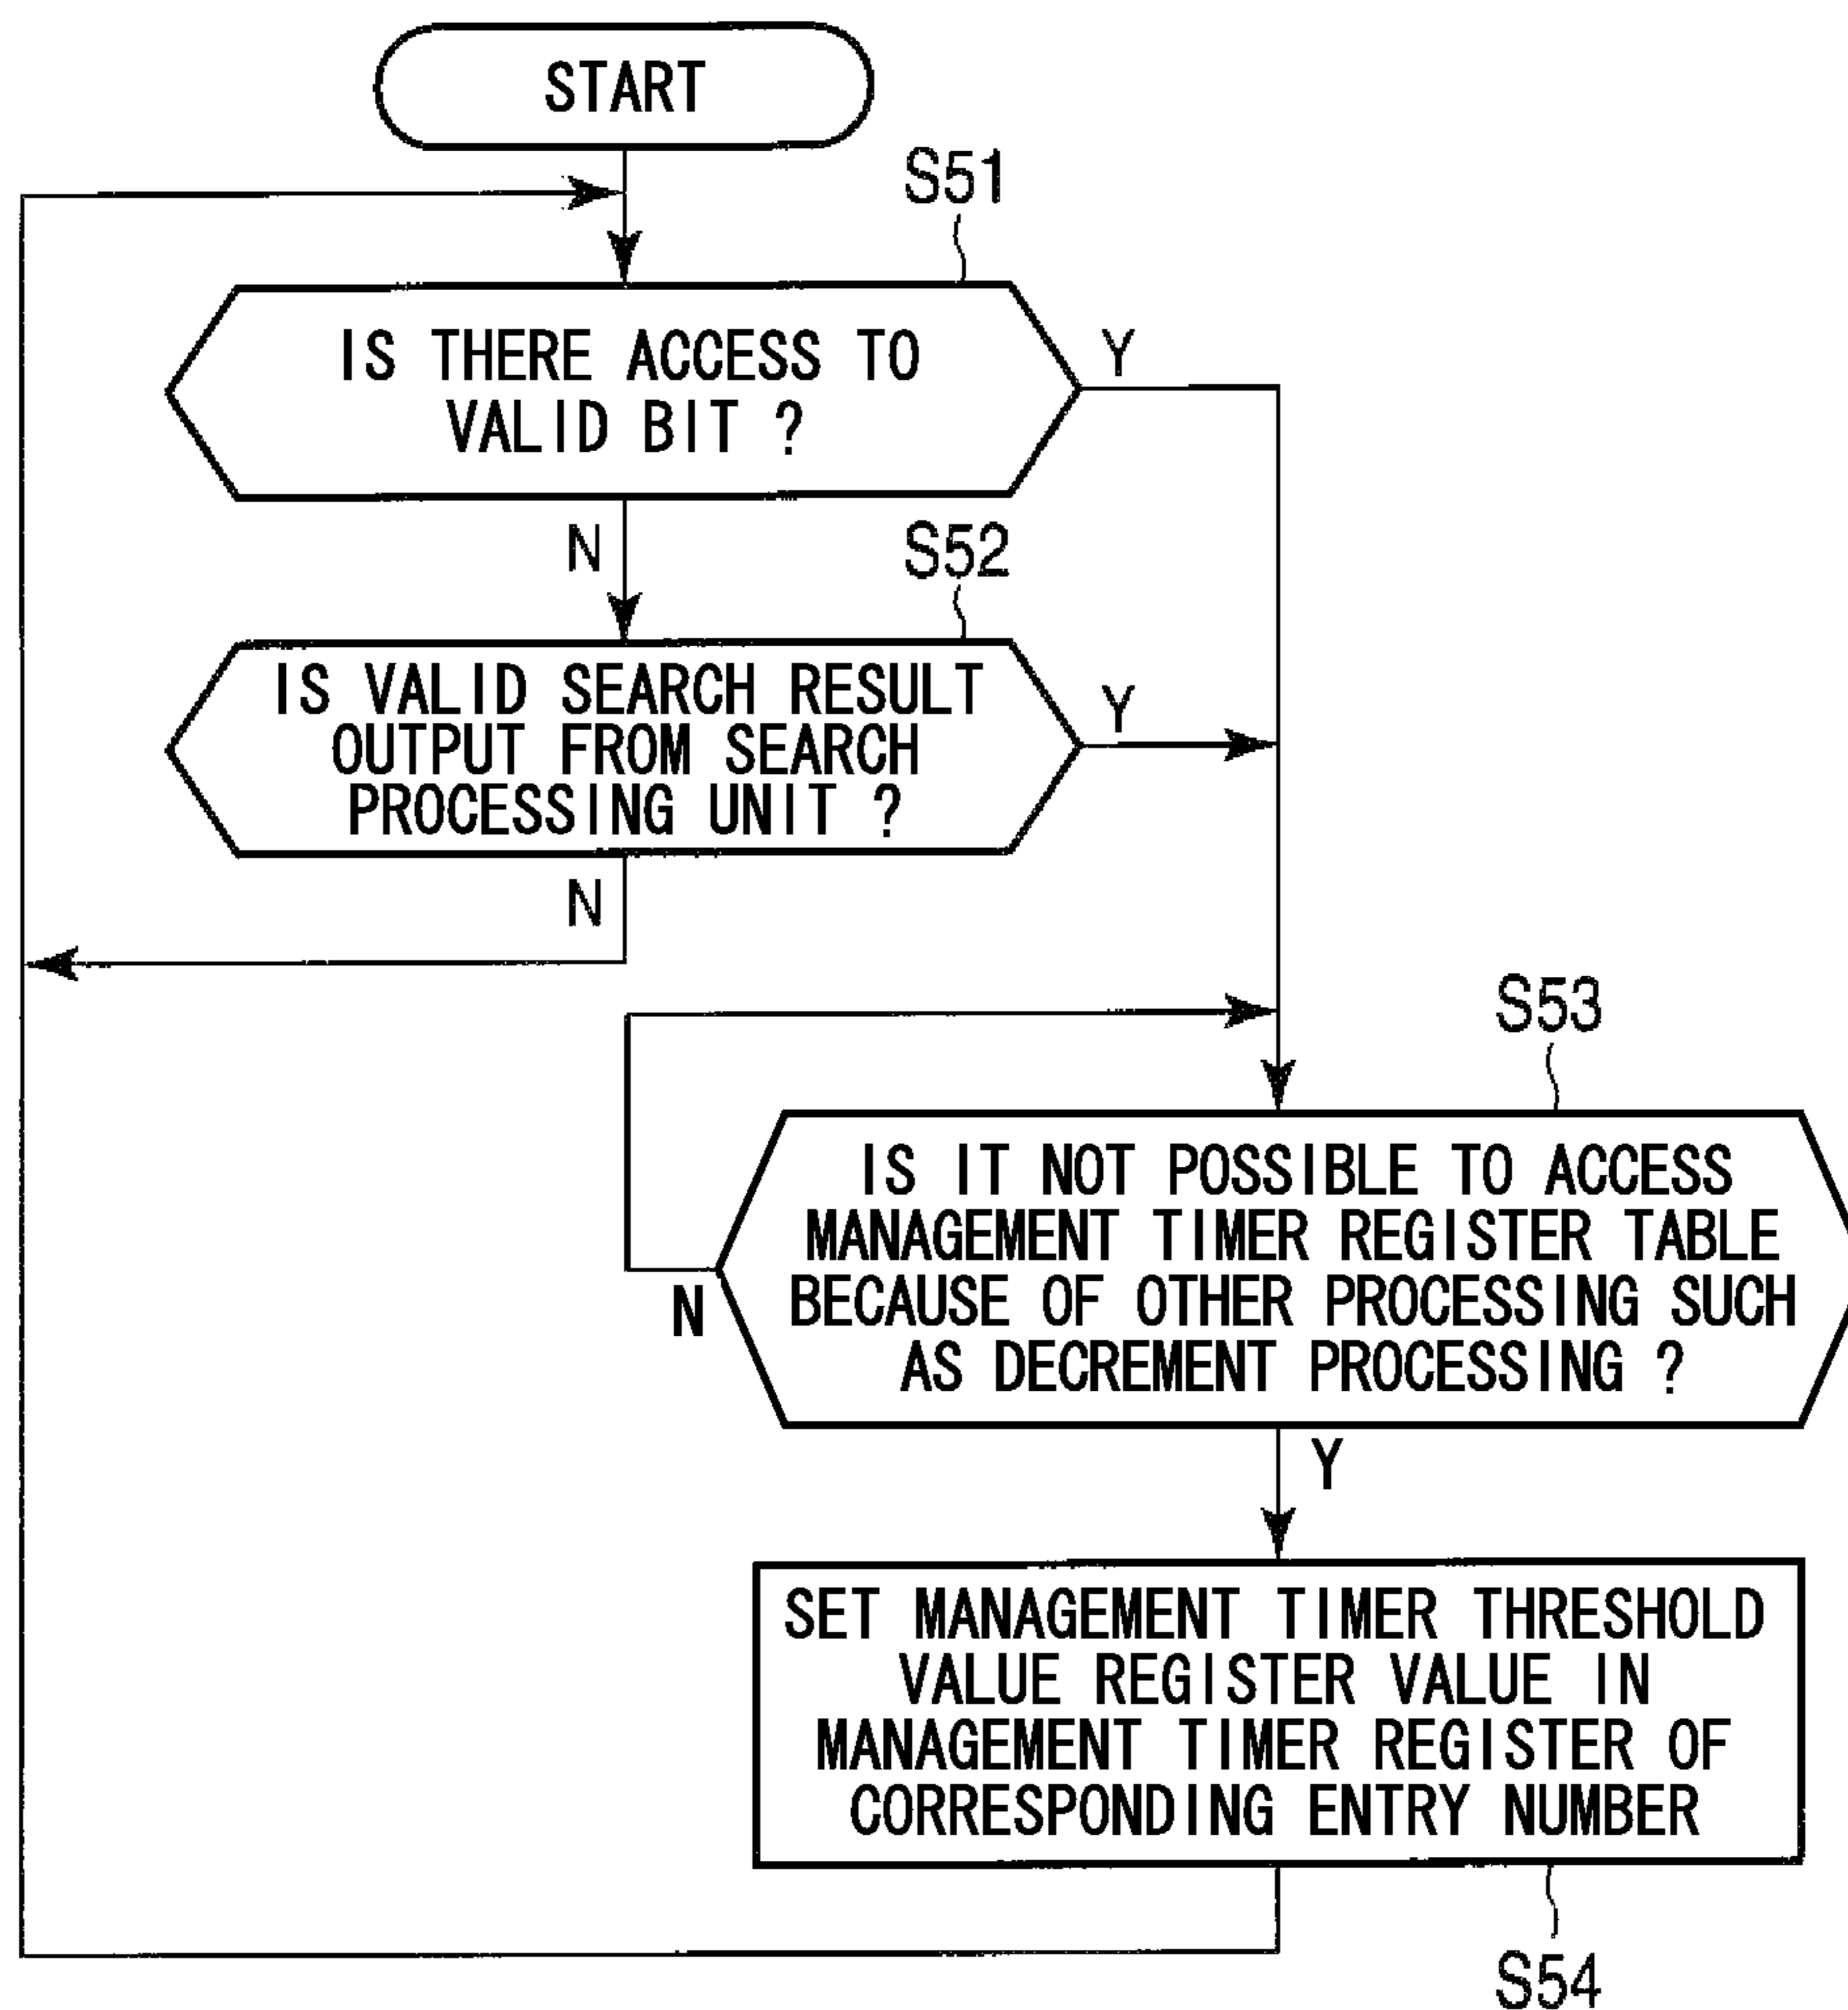 START
S51
IS THERE ACCESS TO
VALID BIT ?
Y
N
S52
IS VALID SEARCH RESULT
OUTPUT FROM SEARCH
PROCESSING UNIT ?
Y
N
S53
IS IT NOT POSSIBLE TO ACCESS
MANAGEMENT TIMER REGISTER TABLE
BECAUSE OF OTHER PROCESSING SUCH
AS DECREMENT PROCESSING ?
N
Y
SET MANAGEMENT TIMER THRESHOLD
VALUE REGISTER VALUE IN
MANAGEMENT TIMER REGISTER OF
CORRESPONDING ENTRY NUMBER
S54